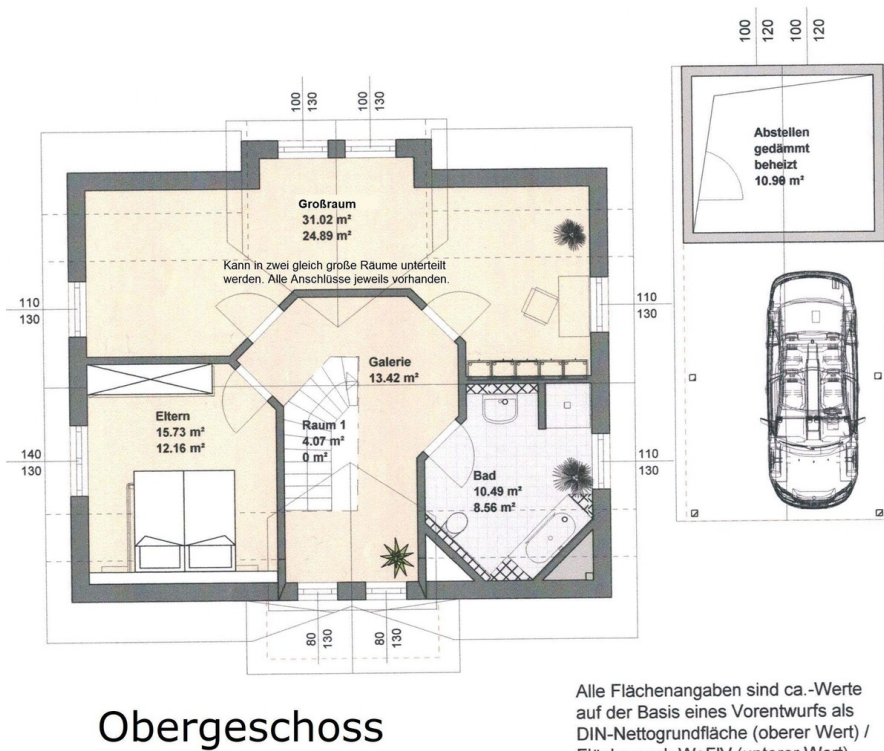 100
120
100
120
100
130
100
130
Abstellen
gedämmt
beheizt
10.90 m²
Großraum
31.02 m²
24.89 m²
Kann in zwei gleich große Räume unterteilt
werden. Alle Anschlüsse jeweils vorhanden.
110
130
110
130
Galerie
13.42 m²
Eltern
15.73 m²
12.16 m²
Raum 1
4.07 m²
0 m²
140
130
110
130
Bad
10.49 m²
8.56 m²
80
130
80
130
Obergeschoss
Alle Flächenangaben sind ca.-Werte
auf der Basis eines Vorentwurfs als
DIN-Nettogrundfläche (oberer Wert) /
(unterer Wert)